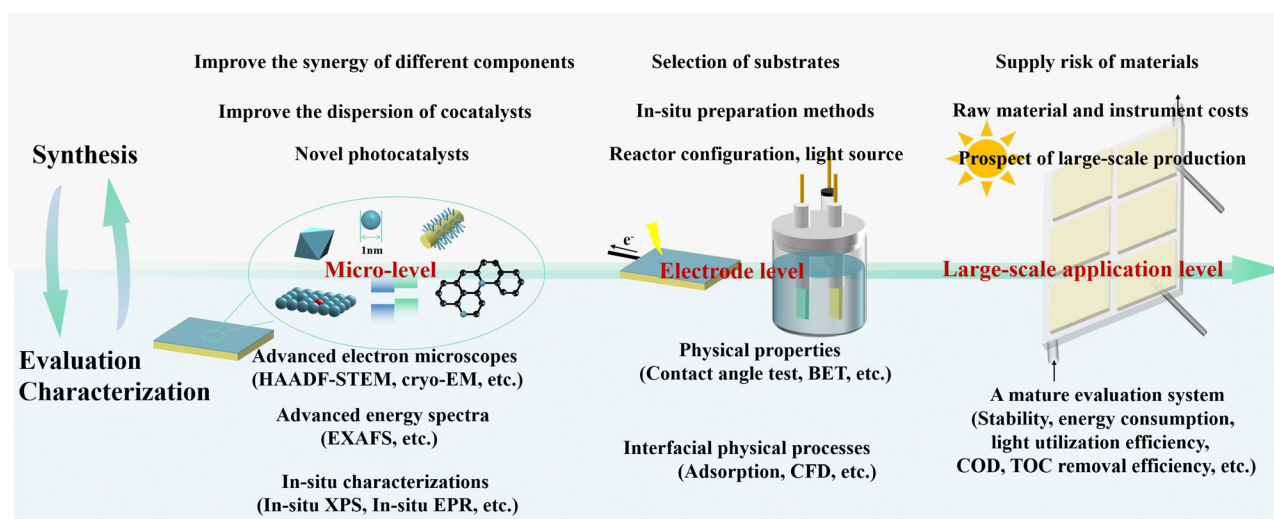 Improve the synergy of different components
Improve the dispersion of cocatalysts
Novel photocatalysts
Selection of substrates
In-situ preparation methods
Reactor configuration, light source
Supply risk of materials
Raw material and instrument costs
Prospect of large-scale production
Synthesis
1nm
Micro-level
e-
Electrode level
Large-scale application level
Evaluation
Characterization
Advanced electron microscopes
(HAADF-STEM, cryo-EM, etc.)
Advanced energy spectra
(EXAFS, etc.)
In-situ characterizations
(In-situ XPS, In-situ EPR, etc.)
Physical properties
(Contact angle test, BET, etc.)
Interfacial physical processes
(Adsorption, CFD, etc.)
A mature evaluation system
(Stability, energy consumption,
light utilization efficiency,
COD, TOC removal efficiency, etc.)